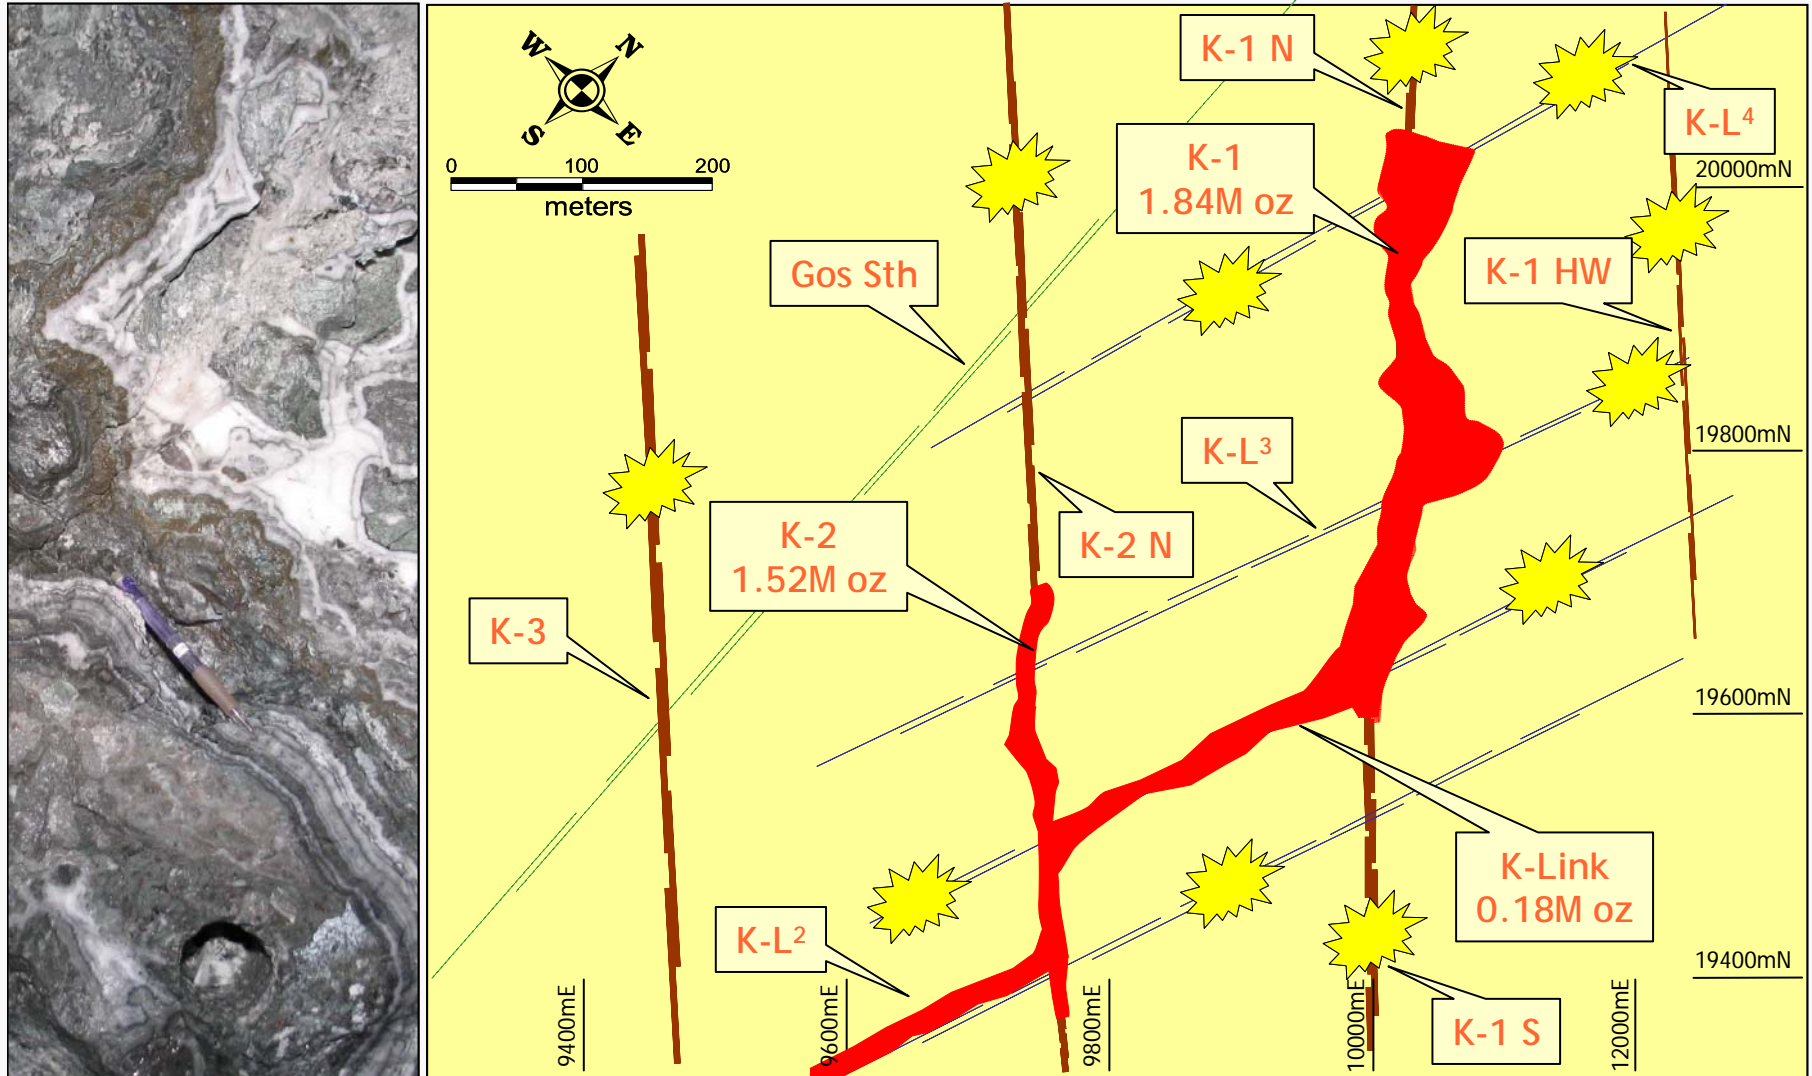 W
N
S
E
0 100 200
meters
K-1 N
K-L⁴
K-1
1.84M oz
20000mN
Gos Sth
K-1 HW
K-L³
19800mN
K-2
1.52M oz
K-2 N
K-3
19600mN
K-Link
0.18M oz
K-L²
19400mN
K-1 S
9400mE
9600mE
9800mE
10000mE
12000mE